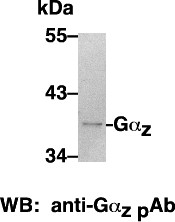 kDa
55-
43-
-Gαz
34-
WB: anti-Gαz pAb